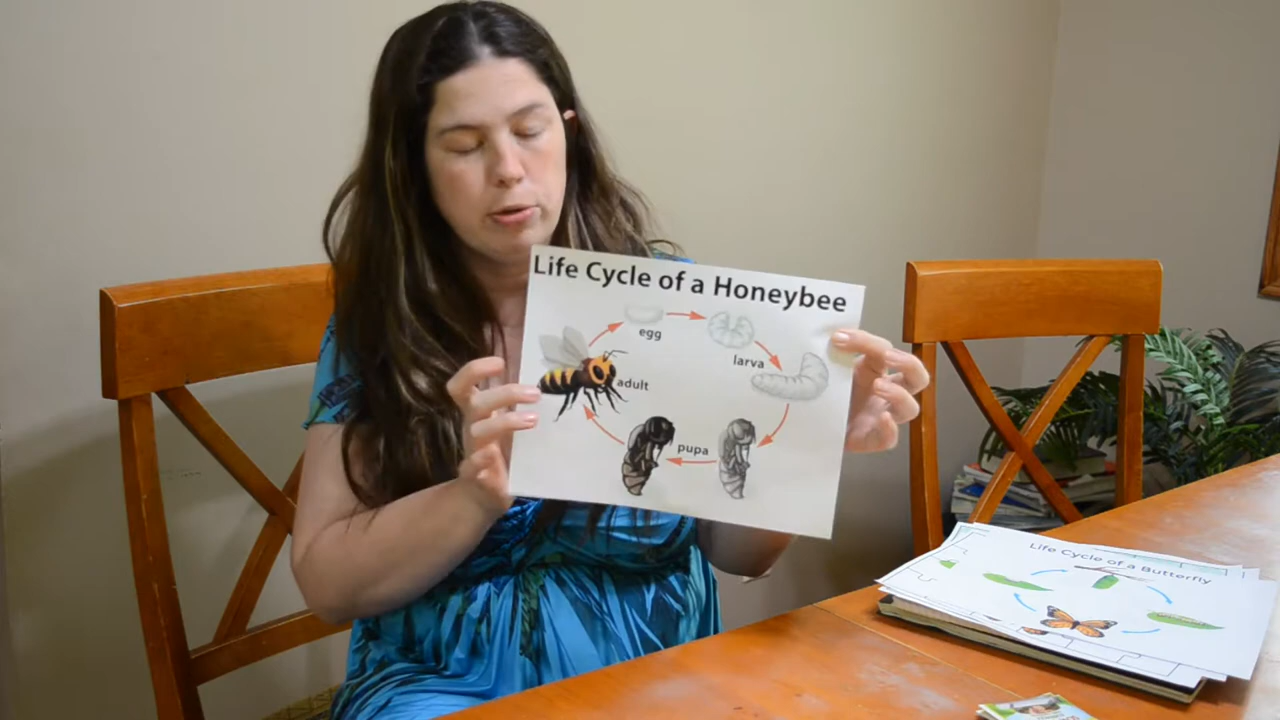 Life Cycle of a Honeybee
egg
larva
adult
pupa
Life Cycle of a Butterfly